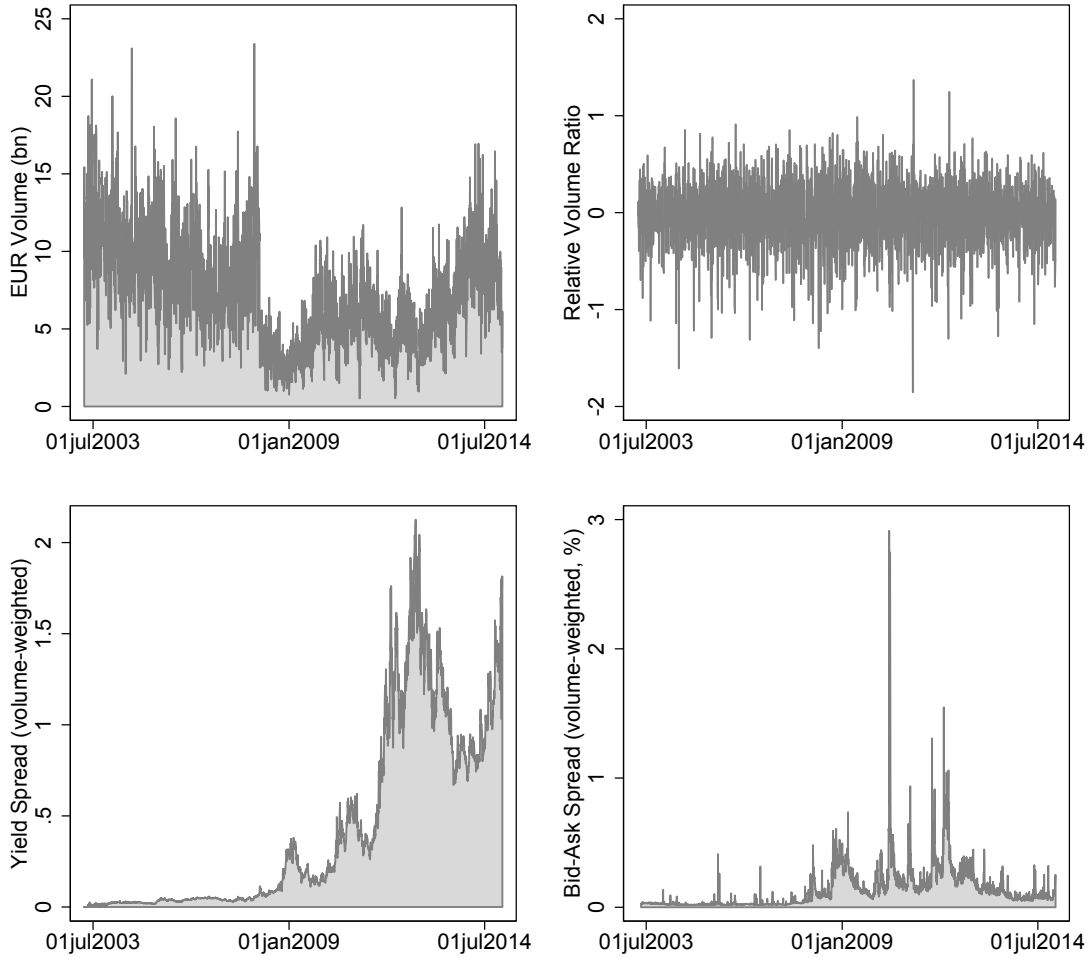 EUR Volume (bn)
25
20
15
10
5
0
01jul2003 01jan2009 01jul2014
Relative Volume Ratio
2
1
0
-1
-2
01jul2003 01jan2009 01jul2014
Yield Spread (volume-weighted)
2
1.5
1
.5
0
01jul2003 01jan2009 01jul2014
Bid-Ask Spread (volume-weighted, %)
3
2
1
0
01jul2003 01jan2009 01jul2014